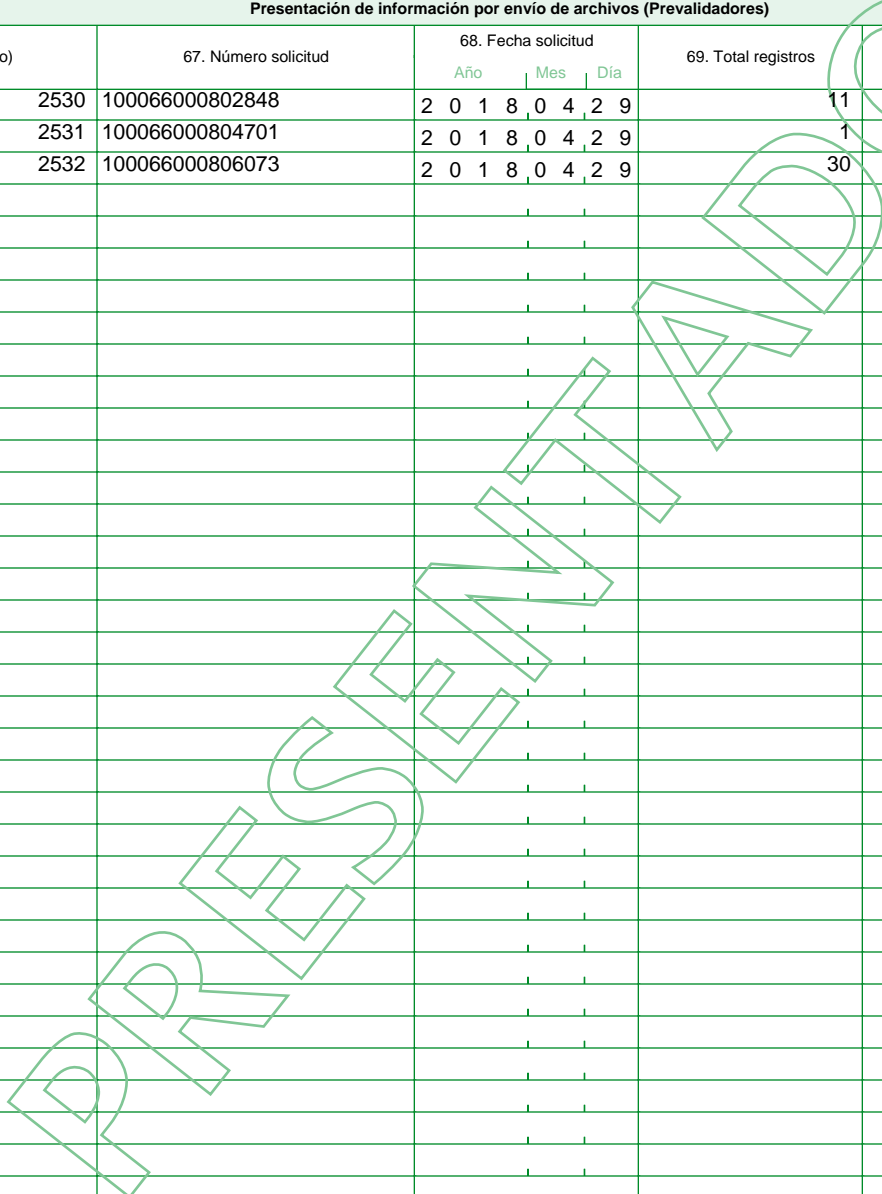 Presentación de información por envío de archivos (Prevalidadores)
o) 67. Número solicitud 68. Fecha solicitud 69. Total registros
Año Mes Día
2530 100066000802848 2 0 1 8 0 4 2 9 11
2531 100066000804701 2 0 1 8 0 4 2 9 1
2532 100066000806073 2 0 1 8 0 4 2 9 30
PRESENTADO